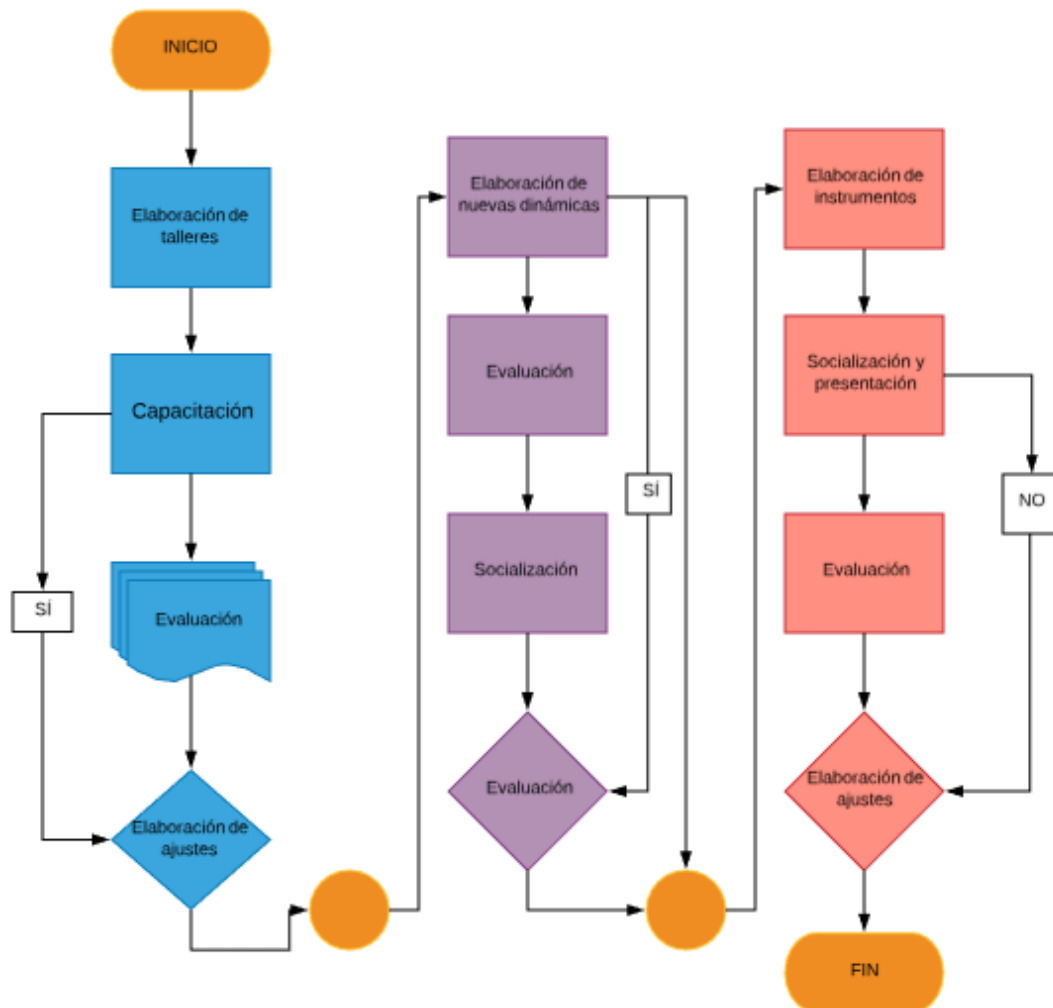 INICIO
Elaboración de
talleres
Capacitación
SÍ
Evaluación
Elaboración de
ajustes
Elaboración de
nuevas dinámicas
Evaluación
SÍ
Socialización
Evaluación
Elaboración de
instrumentos
Socialización y
presentación
NO
Evaluación
Elaboración de
ajustes
FIN